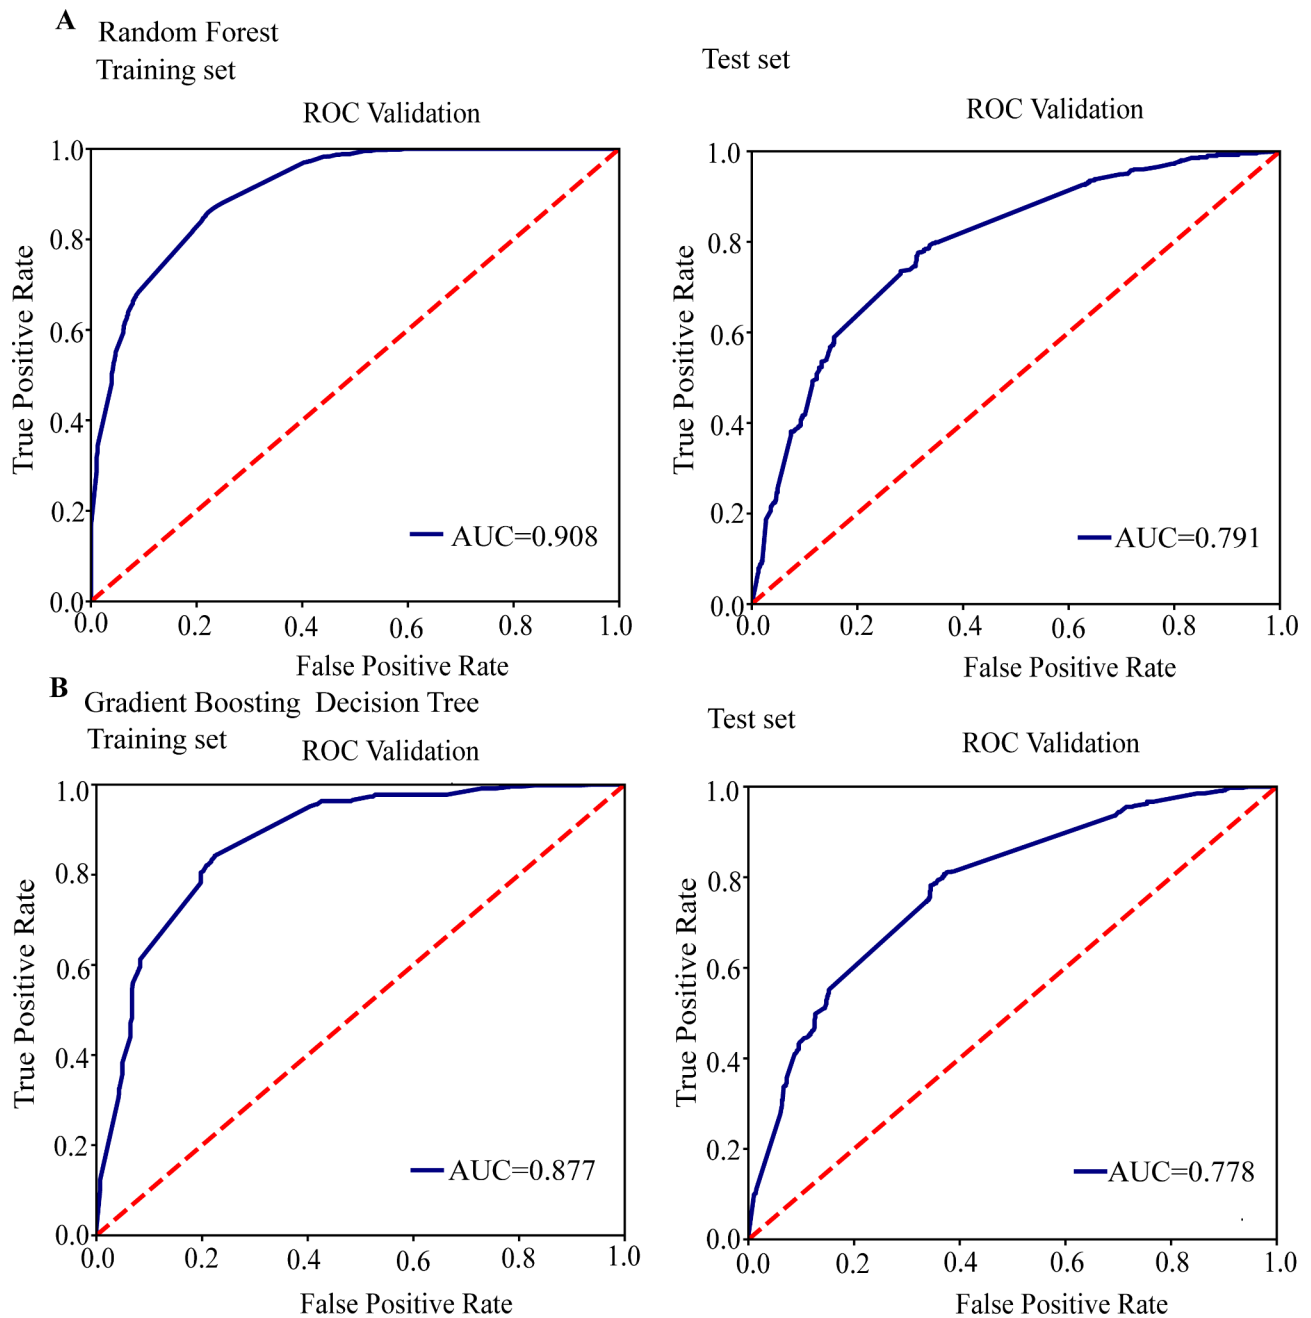 A
Random Forest
Training set
ROC Validation
1.0
0.8
0.6
0.4
0.2
0.0
True Positive Rate
AUC=0.908
0.0 0.2 0.4 0.6 0.8 1.0
False Positive Rate
Test set
ROC Validation
1.0
0.8
0.6
0.4
0.2
0.0
True Positive Rate
AUC=0.791
0.0 0.2 0.4 0.6 0.8 1.0
False Positive Rate
B
Gradient Boosting Decision Tree
Training set
ROC Validation
1.0
0.8
0.6
0.4
0.2
0.0
True Positive Rate
AUC=0.877
0.0 0.2 0.4 0.6 0.8 1.0
False Positive Rate
Test set
ROC Validation
1.0
0.8
0.6
0.4
0.2
0.0
True Positive Rate
AUC=0.778
0.0 0.2 0.4 0.6 0.8 1.0
False Positive Rate